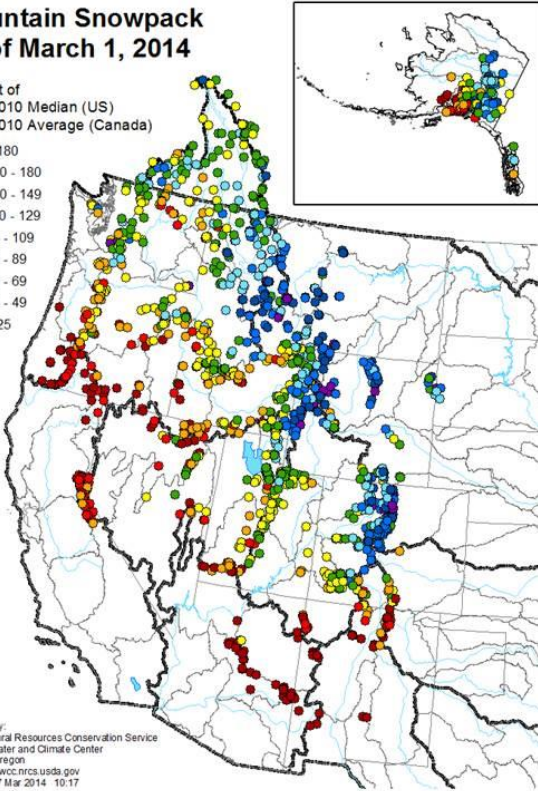 untain Snowpack
of March 1, 2014
t of
010 Median (US)
010 Average (Canada)
180
0 - 180
0 - 149
0 - 129
- 109
- 89
- 69
- 49
25
y:
ral Resources Conservation Service
ater and Climate Center
regon
wcc.nrcs.usda.gov
7 Mar 2014 10:17